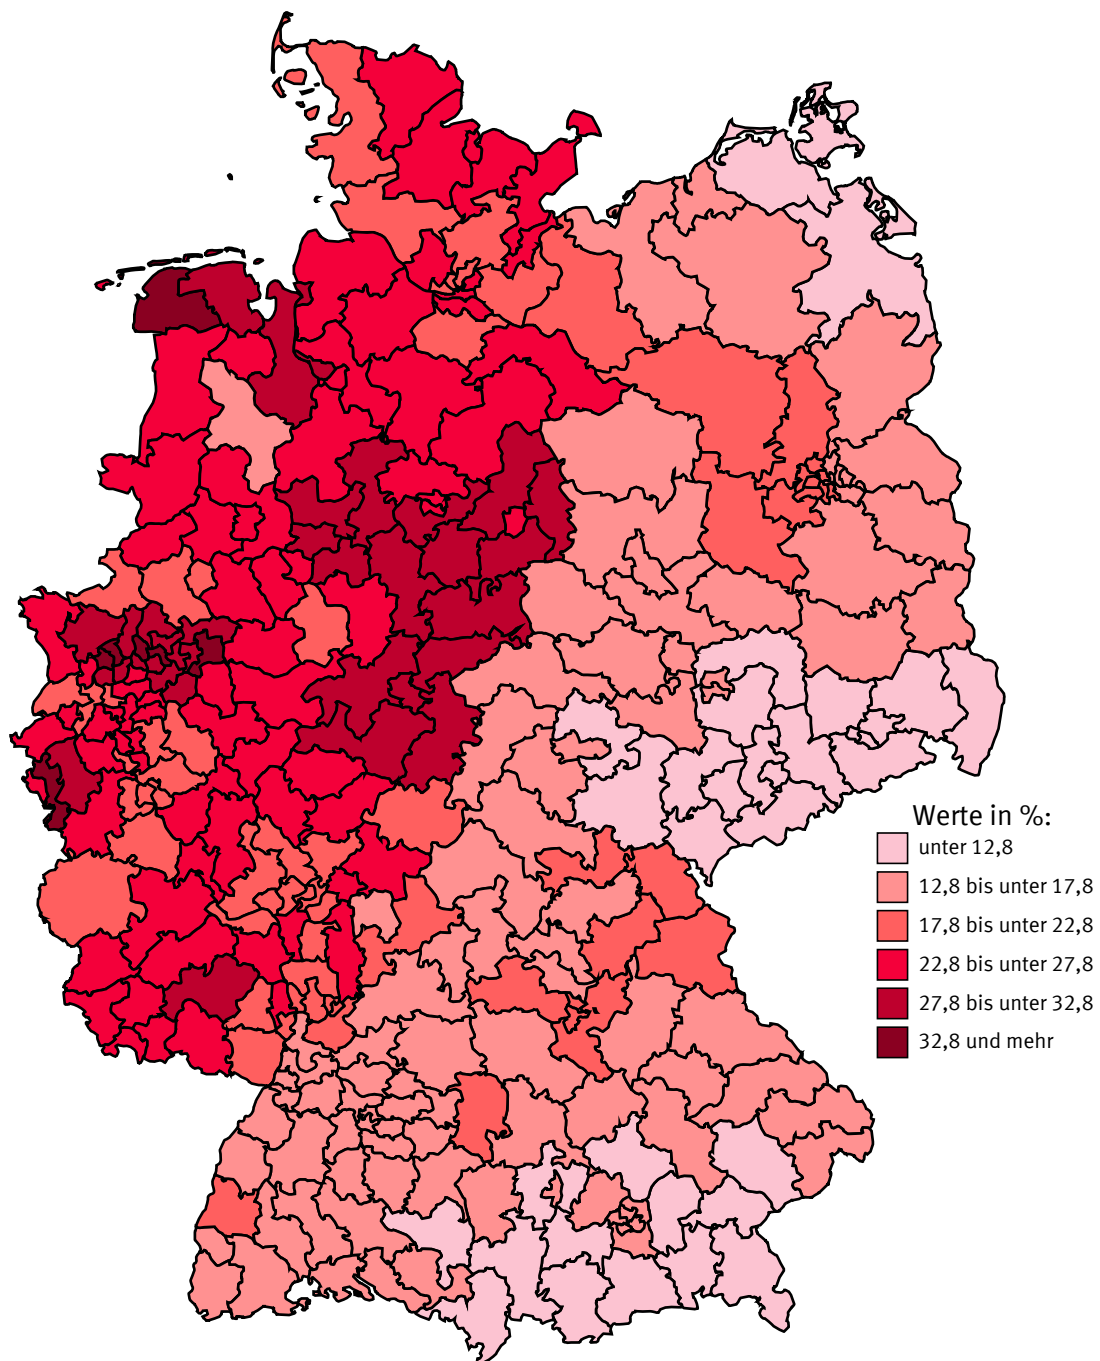 Werte in %:
unter 12,8
12,8 bis unter 17,8
17,8 bis unter 22,8
22,8 bis unter 27,8
27,8 bis unter 32,8
32,8 und mehr